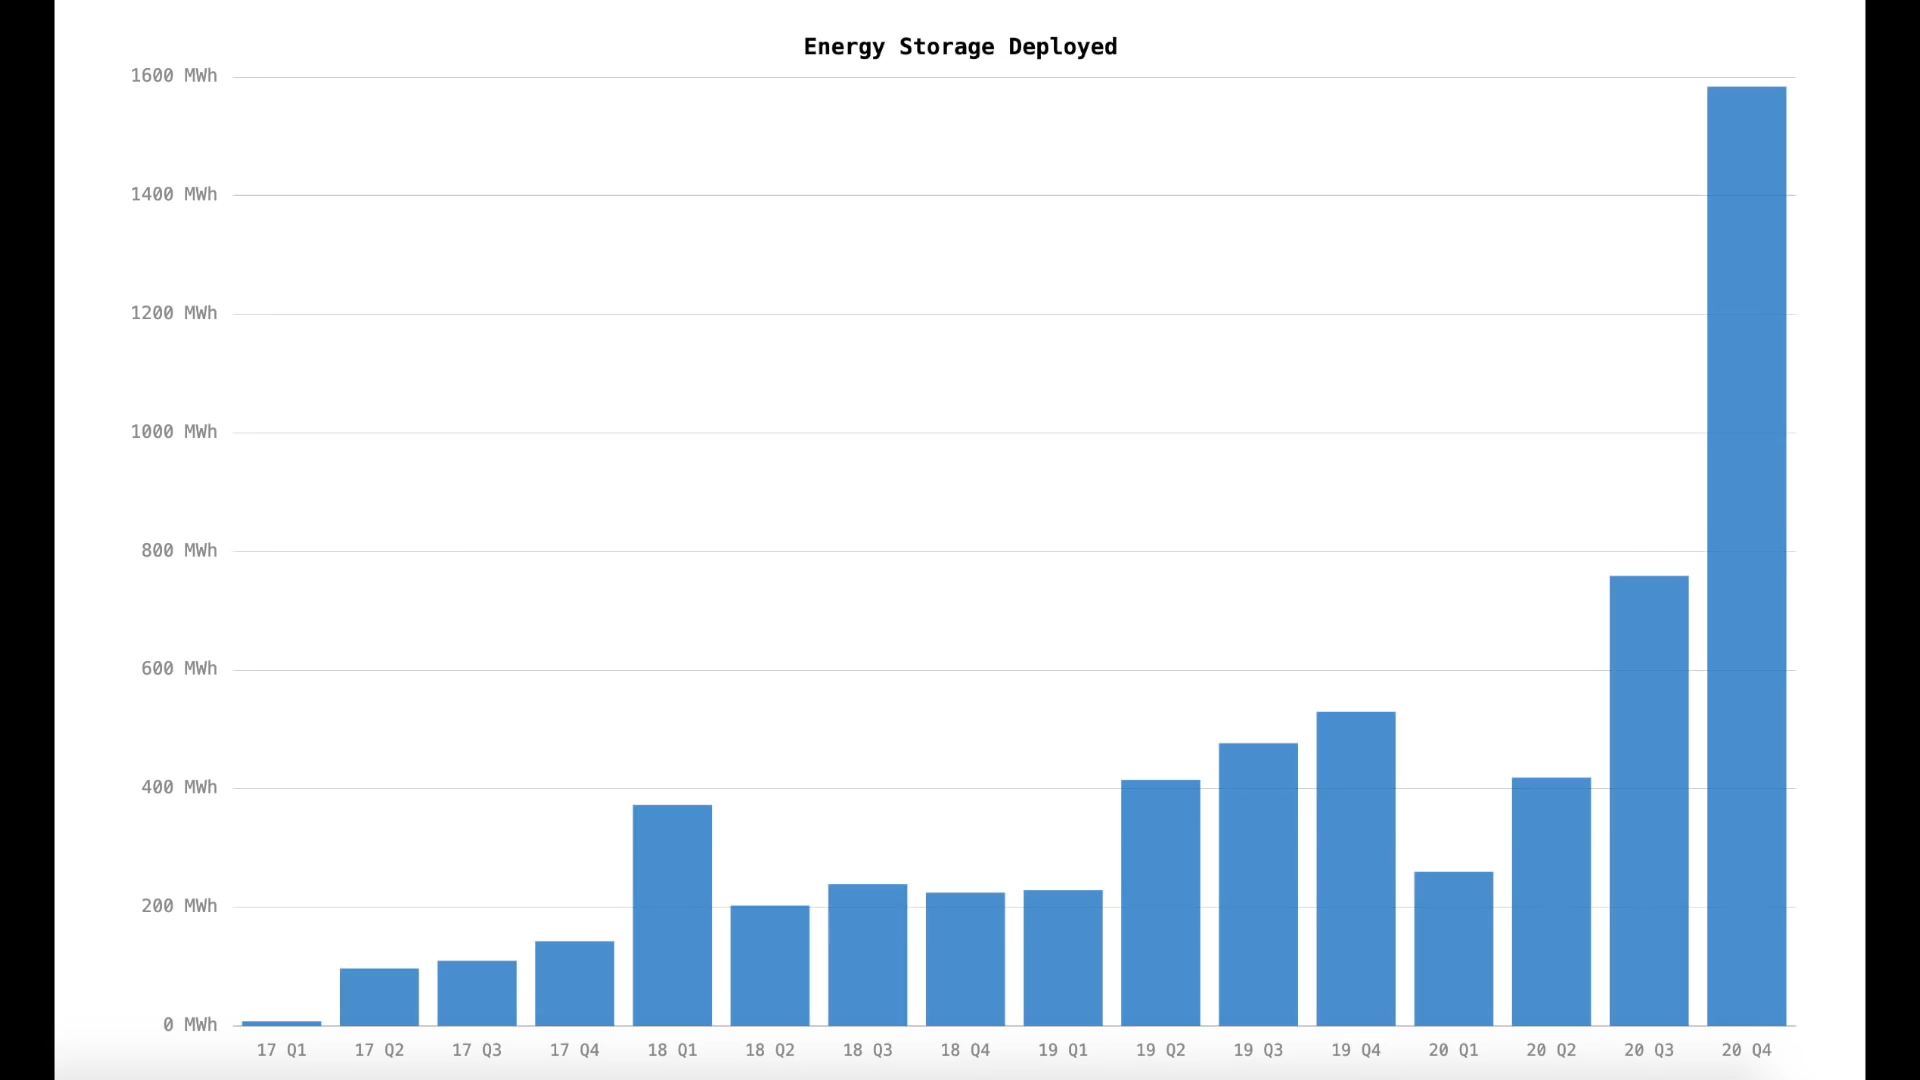 Energy Storage Deployed
1600 MWh
1400 MWh
1200 MWh
1000 MWh
800 MWh
600 MWh
400 MWh
200 MWh
0 MWh
17 Q1 17 Q2 17 Q3 17 Q4 18 Q1 18 Q2 18 Q3 18 Q4 19 Q1 19 Q2 19 Q3 19 Q4 20 Q1 20 Q2 20 Q3 20 Q4